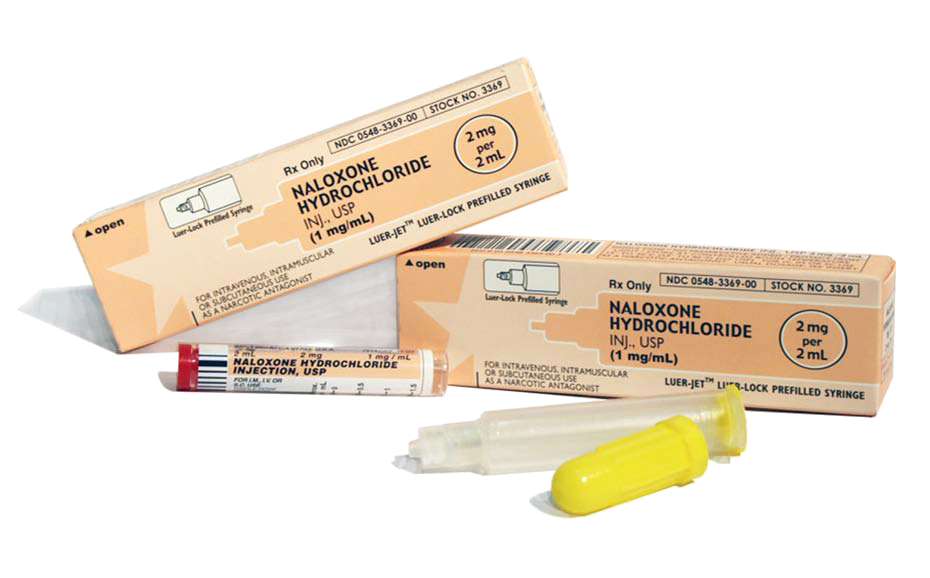 NDC 0548-3369-00 STOCK NO. 3369
Rx Only
2 mg
per
2 mL
NALOXONE
HYDROCHLORIDE
INJ., USP
(1 mg/mL)
open
Luer-Lock Prefilled Syringe
LUER-JET™ LUER-LOCK PREFILLED SYRINGE
FOR INTRAVENOUS, INTRAMUSCULAR
OR SUBCUTANEOUS USE
AS A NARCOTIC ANTAGONIST
open
Luer-Lock Prefilled Syringe
Rx Only
NDC 0548-3369-00 STOCK NO. 3369
NALOXONE
HYDROCHLORIDE
INJ., USP
(1 mg/mL)
2 mg
per
2 mL
FOR INTRAVENOUS, INTRAMUSCULAR
OR SUBCUTANEOUS USE
AS A NARCOTIC ANTAGONIST
LUER-JET™ LUER-LOCK PREFILLED SYRINGE
2 mL 2 mg 1 mg / mL
NALOXONE HYDROCHLORIDE
INJECTION, USP
FOR I.M., I.V. OR
S.C. USE